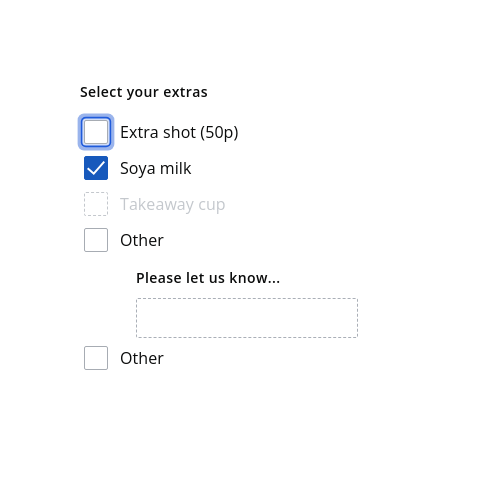 Select your extras
Extra shot (50p)
Soya milk
Takeaway cup
Other
Please let us know...
Other